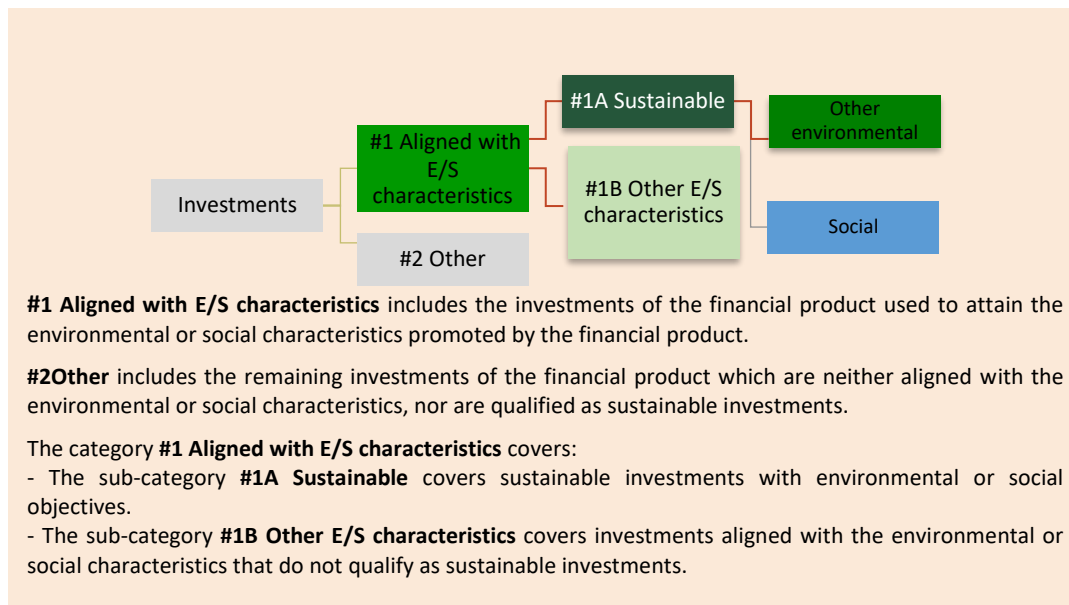 #1A Sustainable
Other
environmental
#1 Aligned with
E/S
characteristics
#1B Other E/S
characteristics
Investments
Social
#2 Other
#1 Aligned with E/S characteristics includes the investments of the financial product used to attain the
environmental or social characteristics promoted by the financial product.
#2Other includes the remaining investments of the financial product which are neither aligned with the
environmental or social characteristics, nor are qualified as sustainable investments.
The category #1 Aligned with E/S characteristics covers:
- The sub-category #1A Sustainable covers sustainable investments with environmental or social
objectives.
- The sub-category #1B Other E/S characteristics covers investments aligned with the environmental or
social characteristics that do not qualify as sustainable investments.